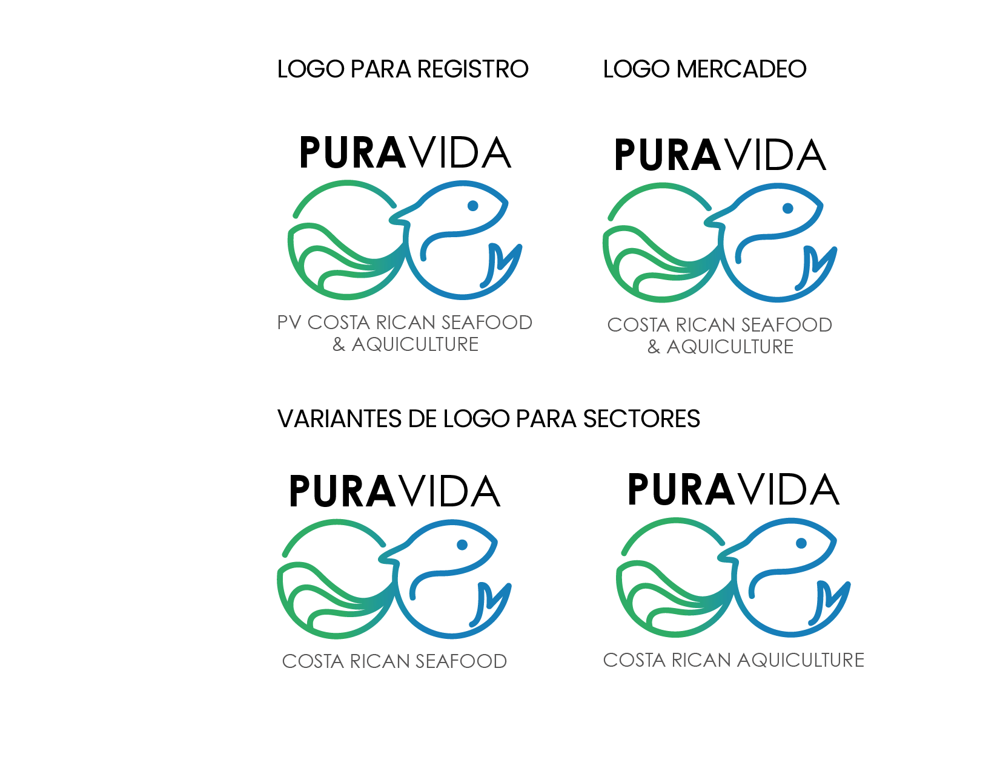 LOGO PARA REGISTRO
LOGO MERCADEO
PURAVIDA
PV COSTA RICAN SEAFOOD
& AQUICULTURE
PURAVIDA
COSTA RICAN SEAFOOD
& AQUICULTURE
VARIANTES DE LOGO PARA SECTORES
PURAVIDA
COSTA RICAN SEAFOOD
PURAVIDA
COSTA RICAN AQUICULTURE